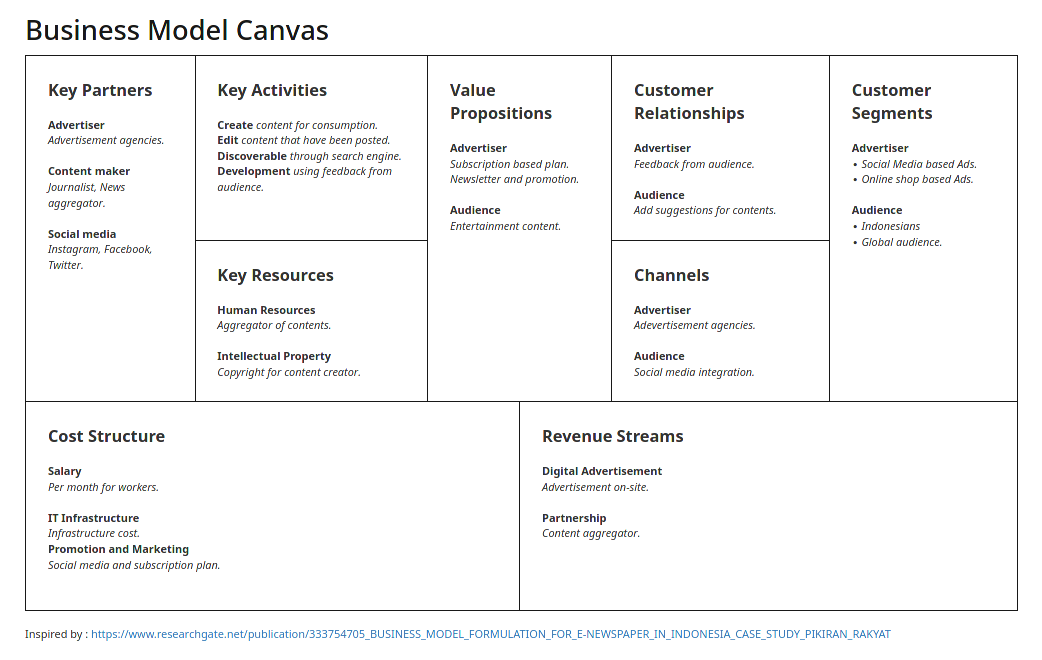 Business Model Canvas
Key Partners
Advertiser
Advertisement agencies.
Content maker
Journalist, News
aggregator.
Social media
Instagram, Facebook,
Twitter.
Key Activities
Create content for consumption.
Edit content that have been posted.
Discoverable through search engine.
Development using feedback from
audience.
Key Resources
Human Resources
Aggregator of contents.
Intellectual Property
Copyright for content creator.
Value
Propositions
Advertiser
Subscription based plan.
Newsletter and promotion.
Audience
Entertainment content.
Customer
Relationships
Advertiser
Feedback from audience.
Audience
Add suggestions for contents.
Channels
Advertiser
Adevertisement agencies.
Audience
Social media integration.
Customer
Segments
Advertiser
• Social Media based Ads.
• Online shop based Ads.
Audience
• Indonesians
• Global audience.
Cost Structure
Salary
Per month for workers.
IT Infrastructure
Infrastructure cost.
Promotion and Marketing
Social media and subscription plan.
Revenue Streams
Digital Advertisement
Advertisement on-site.
Partnership
Content aggregator.
Inspired by : https://www.researchgate.net/publication/333754705_BUSINESS_MODEL_FORMULATION_FOR_E-NEWSPAPER_IN_INDONESIA_CASE_STUDY_PIKIRAN_RAKYAT